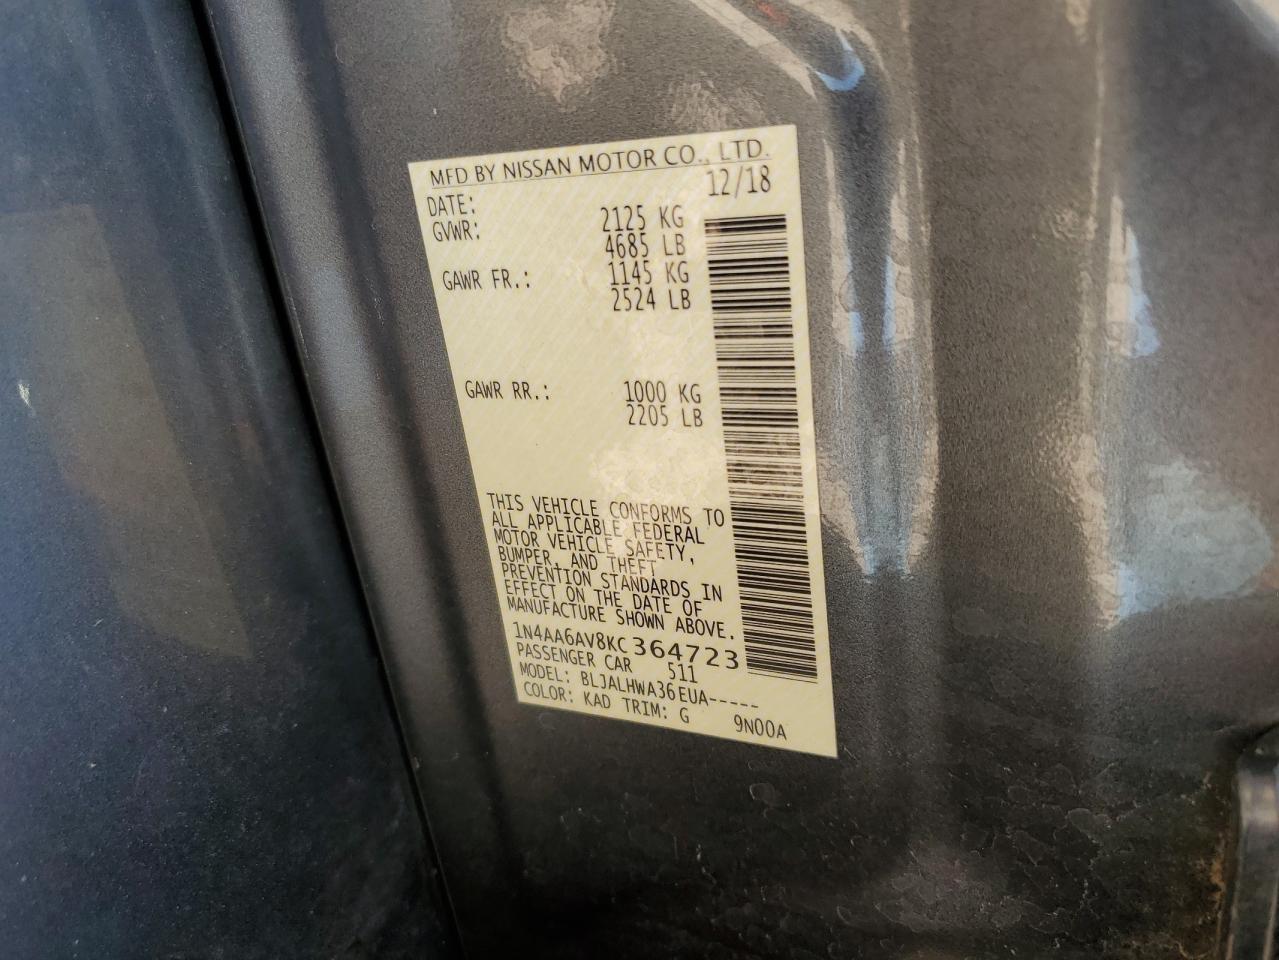 MFD BY NISSAN MOTOR CO., LTD.
DATE: 12/18
GVWR: 2125 KG
4685 LB
GAWR FR.: 1145 KG
2524 LB
GAWR RR.: 1000 KG
2205 LB
THIS VEHICLE CONFORMS TO
ALL APPLICABLE FEDERAL
MOTOR VEHICLE SAFETY,
BUMPER, AND THEFT
PREVENTION STANDARDS IN
EFFECT ON THE DATE OF
MANUFACTURE SHOWN ABOVE.
1N4AA6AV8KC364723
PASSENGER CAR 511
MODEL: BLJALHWA36EUA-----
COLOR: KAD TRIM: G 9N00A